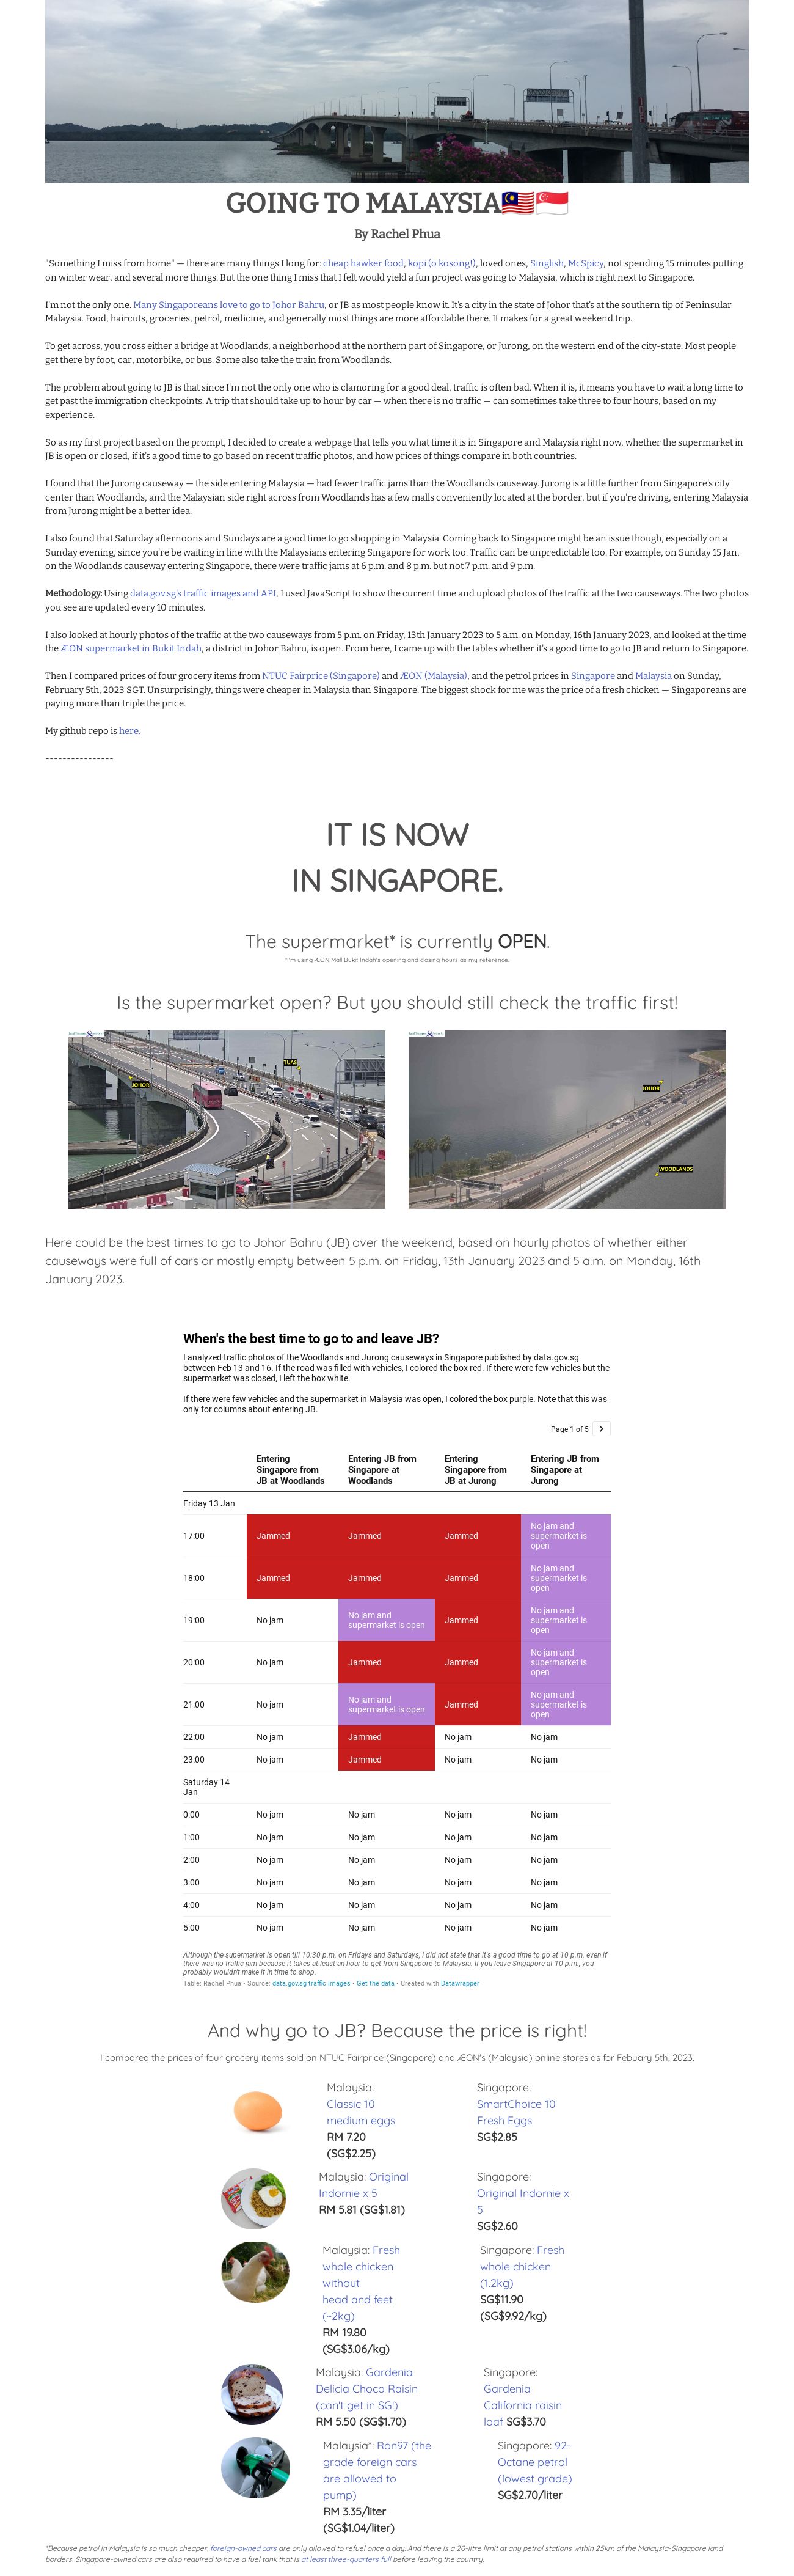 GOING TO MALAYSIA🇲🇾🇸🇬
By Rachel Phua
"Something I miss from home" — there are many things I long for: cheap hawker food, kopi (o kosong!), loved ones, Singlish, McSpicy, not spending 15 minutes putting
on winter wear, and several more things. But the one thing I miss that I felt would yield a fun project was going to Malaysia, which is right next to Singapore.
I'm not the only one. Many Singaporeans love to go to Johor Bahru, or JB as most people know it. It's a city in the state of Johor that's at the southern tip of Peninsular
Malaysia. Food, haircuts, groceries, petrol, medicine, and generally most things are more affordable there. It makes for a great weekend trip.
To get across, you cross either a bridge at Woodlands, a neighborhood at the northern part of Singapore, or Jurong, on the western end of the city-state. Most people
get there by foot, car, motorbike, or bus. Some also take the train from Woodlands.
The problem about going to JB is that since I'm not the only one who is clamoring for a good deal, traffic is often bad. When it is, it means you have to wait a long time to
get past the immigration checkpoints. A trip that should take up to hour by car — when there is no traffic — can sometimes take three to four hours, based on my
experience.
So as my first project based on the prompt, I decided to create a webpage that tells you what time it is in Singapore and Malaysia right now, whether the supermarket in
JB is open or closed, if it's a good time to go based on recent traffic photos, and how prices of things compare in both countries.
I found that the Jurong causeway — the side entering Malaysia — had fewer traffic jams than the Woodlands causeway. Jurong is a little further from Singapore's city
center than Woodlands, and the Malaysian side right across from Woodlands has a few malls conveniently located at the border, but if you're driving, entering Malaysia
from Jurong might be a better idea.
I also found that Saturday afternoons and Sundays are a good time to go shopping in Malaysia. Coming back to Singapore might be an issue though, especially on a
Sunday evening, since you're be waiting in line with the Malaysians entering Singapore for work too. Traffic can be unpredictable too. For example, on Sunday 15 Jan,
on the Woodlands causeway entering Singapore, there were traffic jams at 6 p.m. and 8 p.m. but not 7 p.m. and 9 p.m.
Methodology: Using data.gov.sg's traffic images and API, I used JavaScript to show the current time and upload photos of the traffic at the two causeways. The two photos
you see are updated every 10 minutes.
I also looked at hourly photos of the traffic at the two causeways from 5 p.m. on Friday, 13th January 2023 to 5 a.m. on Monday, 16th January 2023, and looked at the time
the ÆON supermarket in Bukit Indah, a district in Johor Bahru, is open. From here, I came up with the tables whether it's a good time to go to JB and return to Singapore.
Then I compared prices of four grocery items from NTUC Fairprice (Singapore) and ÆON (Malaysia), and the petrol prices in Singapore and Malaysia on Sunday,
February 5th, 2023 SGT. Unsurprisingly, things were cheaper in Malaysia than Singapore. The biggest shock for me was the price of a fresh chicken — Singaporeans are
paying more than triple the price.
My github repo is here.
----------------
IT IS NOW
IN SINGAPORE.
The supermarket* is currently OPEN.
*I'm using ÆON Mall Bukit Indah's opening and closing hours as my reference.
Is the supermarket open? But you should still check the traffic first!
JOHOR
TUAS
JOHOR
WOODLANDS
Here could be the best times to go to Johor Bahru (JB) over the weekend, based on hourly photos of whether either
causeways were full of cars or mostly empty between 5 p.m. on Friday, 13th January 2023 and 5 a.m. on Monday, 16th
January 2023.
When's the best time to go to and leave JB?
I analyzed traffic photos of the Woodlands and Jurong causeways in Singapore published by data.gov.sg
between Feb 13 and 16. If the road was filled with vehicles, I colored the box red. If there were few vehicles but the
supermarket was closed, I left the box white.
If there were few vehicles and the supermarket in Malaysia was open, I colored the box purple. Note that this was
only for columns about entering JB.
Page 1 of 5
Entering Singapore from JB at Woodlands
Entering JB from Singapore at Woodlands
Entering Singapore from JB at Jurong
Entering JB from Singapore at Jurong
Friday 13 Jan
17:00 Jammed Jammed Jammed No jam and supermarket is open
18:00 Jammed Jammed Jammed No jam and supermarket is open
19:00 No jam No jam and supermarket is open Jammed No jam and supermarket is open
20:00 No jam Jammed Jammed No jam and supermarket is open
21:00 No jam No jam and supermarket is open Jammed No jam and supermarket is open
22:00 No jam Jammed No jam No jam
23:00 No jam Jammed No jam No jam
Saturday 14 Jan
0:00 No jam No jam No jam No jam
1:00 No jam No jam No jam No jam
2:00 No jam No jam No jam No jam
3:00 No jam No jam No jam No jam
4:00 No jam No jam No jam No jam
5:00 No jam No jam No jam No jam
Although the supermarket is open till 10:30 p.m. on Fridays and Saturdays, I did not state that it's a good time to go at 10 p.m. even if
there was no traffic jam because it takes at least an hour to get from Singapore to Malaysia. If you leave Singapore at 10 p.m., you
probably wouldn't make it in time to shop.
Table: Rachel Phua • Source: data.gov.sg traffic images • Get the data • Created with Datawrapper
And why go to JB? Because the price is right!
I compared the prices of four grocery items sold on NTUC Fairprice (Singapore) and ÆON's (Malaysia) online stores as for Febuary 5th, 2023.
Malaysia:
Classic 10
medium eggs
RM 7.20
(SG$2.25)
Singapore:
SmartChoice 10
Fresh Eggs
SG$2.85
Malaysia: Original
Indomie x 5
RM 5.81 (SG$1.81)
Singapore:
Original Indomie x
5
SG$2.60
Malaysia: Fresh
whole chicken
without
head and feet
(~2kg)
RM 19.80
(SG$3.06/kg)
Singapore: Fresh
whole chicken
(1.2kg)
SG$11.90
(SG$9.92/kg)
Malaysia: Gardenia
Delicia Choco Raisin
(can't get in SG!)
RM 5.50 (SG$1.70)
Singapore:
Gardenia
California raisin
loaf SG$3.70
Malaysia*: Ron97 (the
grade foreign cars
are allowed to
pump)
RM 3.35/liter
(SG$1.04/liter)
Singapore: 92-
Octane petrol
(lowest grade)
SG$2.70/liter
*Because petrol in Malaysia is so much cheaper, foreign-owned cars are only allowed to refuel once a day. And there is a 20-litre limit at any petrol stations within 25km of the Malaysia-Singapore land
borders. Singapore-owned cars are also required to have a fuel tank that is at least three-quarters full before leaving the country.